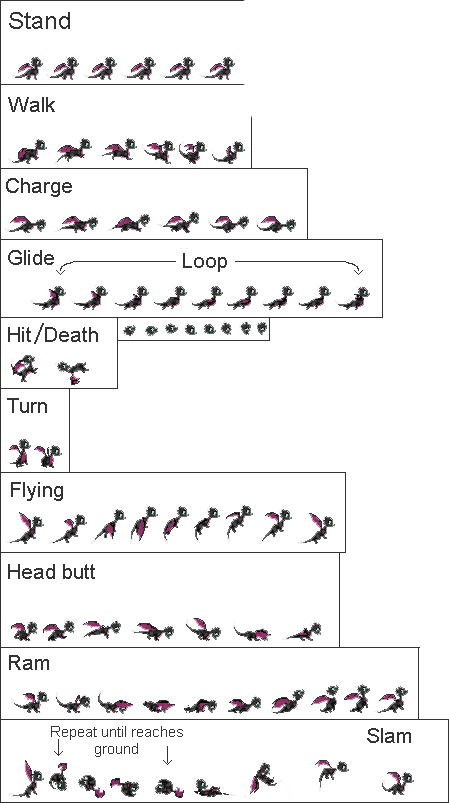 Stand
Walk
Charge
Glide
Loop
Hit/Death
Turn
Flying
Head butt
Ram
Repeat until reaches
ground
Slam